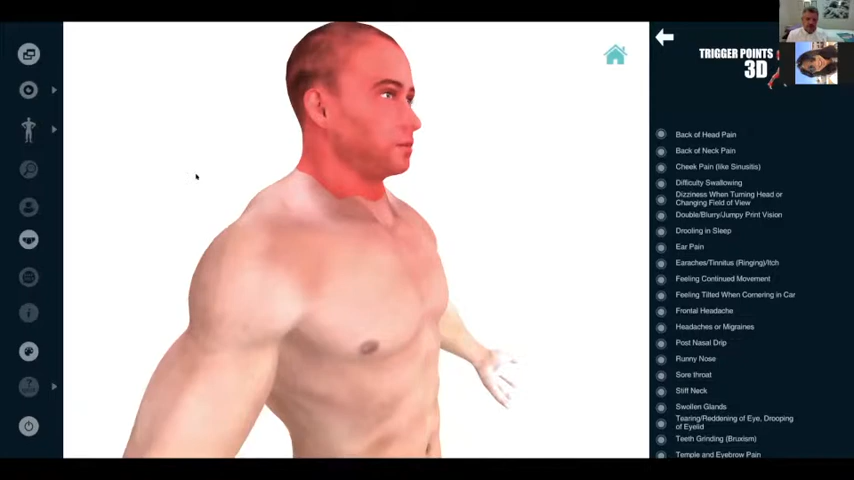 TRIGGER POINTS
3D
Back of Head Pain
Back of Neck Pain
Cheek Pain (like Sinusitis)
Difficulty Swallowing
Dizziness When Turning Head or
Changing Field of View
Double/Blurry/Jumpy Print Vision
Drooling in Sleep
Ear Pain
Earaches/Tinnitus (Ringing)/Itch
Feeling Continued Movement
Feeling Tilted When Cornering in Car
Frontal Headache
Headaches or Migraines
Post Nasal Drip
Runny Nose
Sore throat
Stiff Neck
Swollen Glands
Tearing/Reddening of Eye, Drooping
of Eyelid
Teeth Grinding (Bruxism)
Temple and Eyebrow Pain